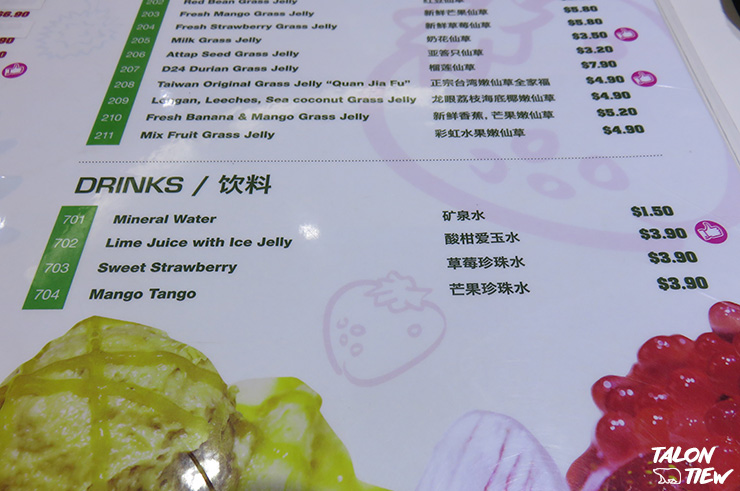 202 Red Bean Grass Jelly 红豆仙草
$6.90
203 Fresh Mango Grass Jelly 新鲜芒果仙草 $5.80
204 Fresh Strawberry Grass Jelly 新鲜草莓仙草 $5.80
205 Milk Grass Jelly 奶花仙草 $3.50
206 Attap Seed Grass Jelly 亚答只仙草 $3.20
207 D24 Durian Grass Jelly 榴莲仙草 $7.90
208 Taiwan Original Grass Jelly “Quan Jia Fu” 正宗台湾嫩仙草全家福 $4.90
209 Longan, Leeches, Sea coconut Grass Jelly 龙眼荔枝海底椰嫩仙草 $4.90
210 Fresh Banana & Mango Grass Jelly 新鲜香蕉, 芒果嫩仙草 $5.20
211 Mix Fruit Grass Jelly 彩虹水果嫩仙草 $4.90
DRINKS / 饮料
701 Mineral Water 矿泉水 $1.50
702 Lime Juice with Ice Jelly 酸柑爱玉水 $3.90
703 Sweet Strawberry 草莓珍珠水 $3.90
704 Mango Tango 芒果珍珠水 $3.90
TALON
TIEW